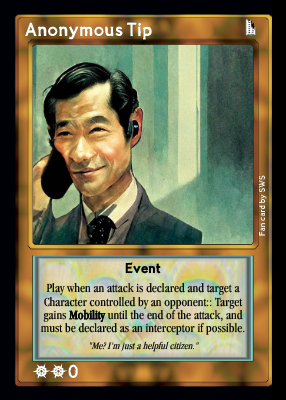 Anonymous Tip
Fan card by SWS
Event
Play when an attack is declared and target a
Character controlled by an opponent:: Target
gains Mobility until the end of the attack, and
must be declared as an interceptor if possible.
"Me? I'm just a helpful citizen."
0